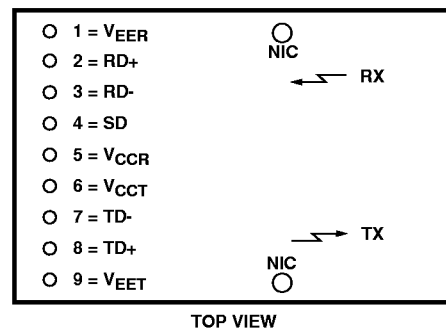 1 = VEER
NIC
2 = RD+
RX
3 = RD-
4 = SD
5 = VCCR
6 = VCCT
7 = TD-
TX
8 = TD+
NIC
9 = VEET
TOP VIEW